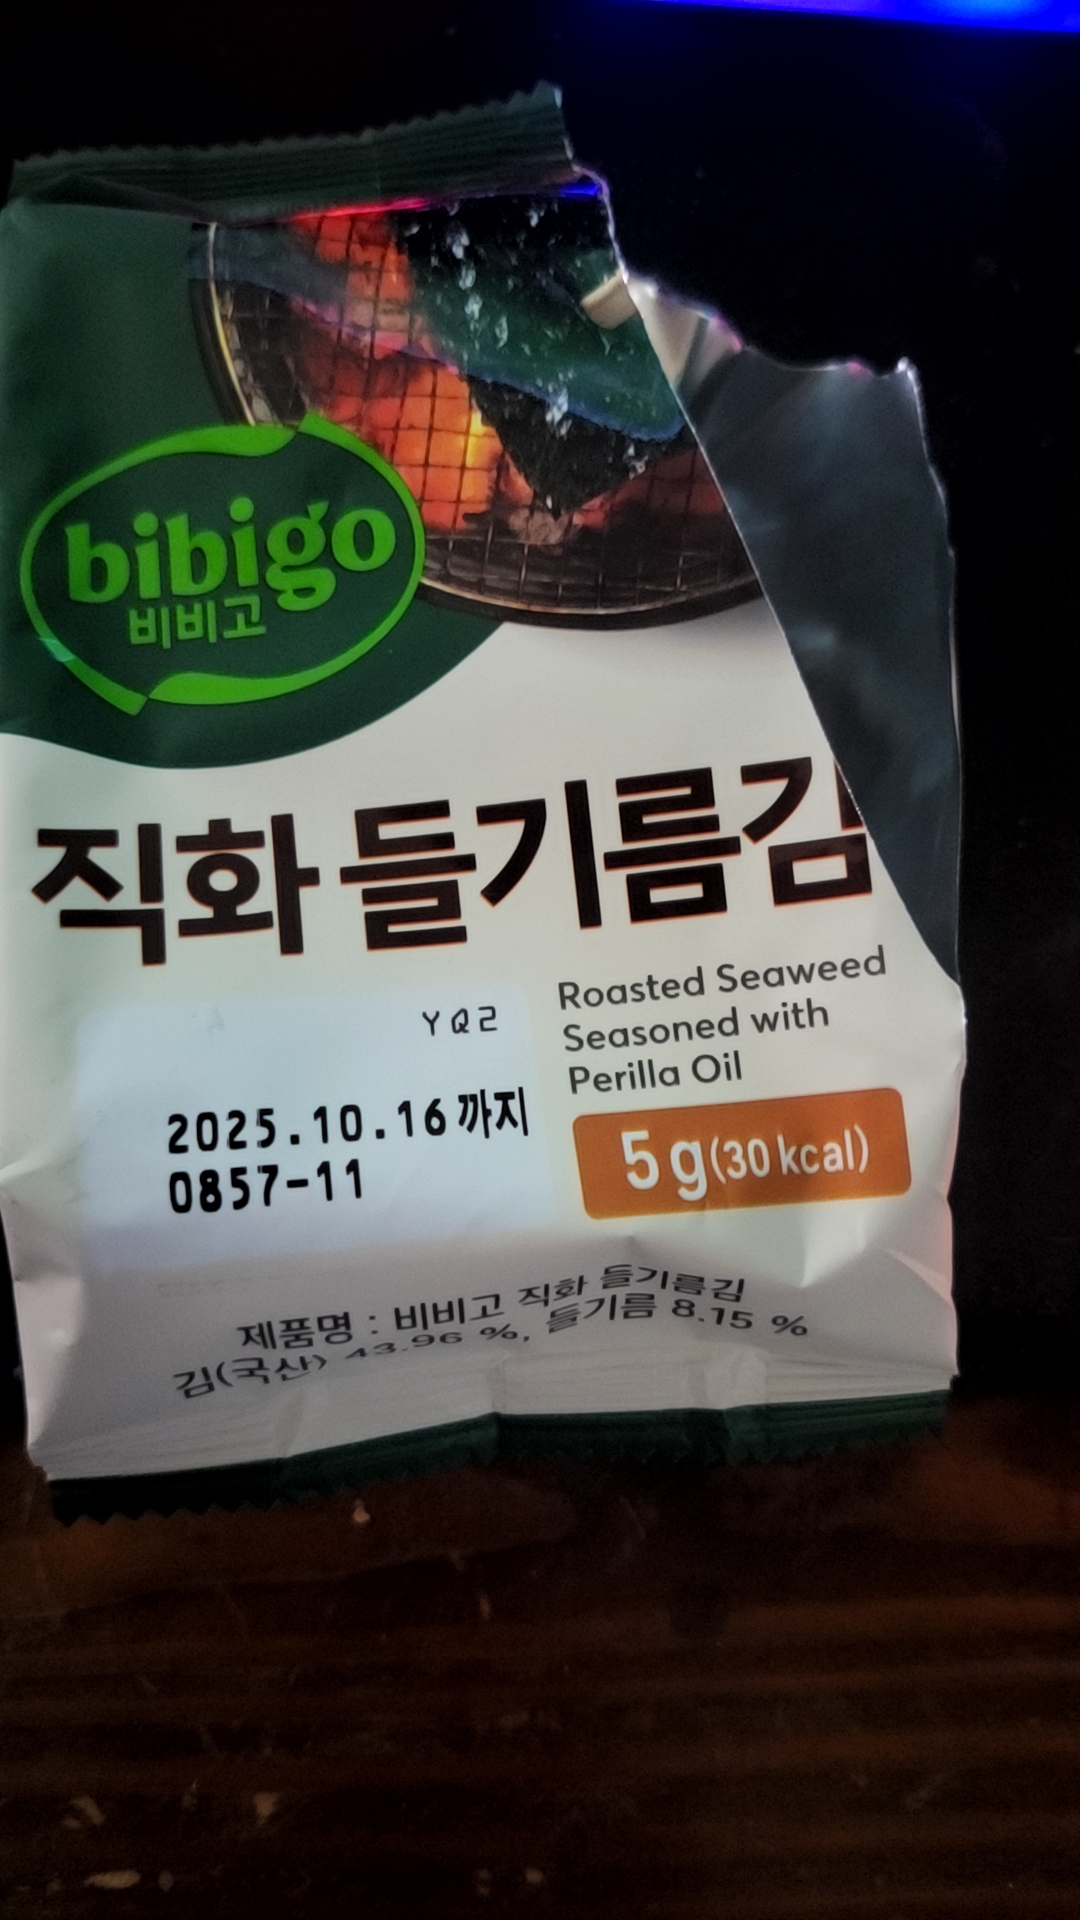 bibigo
비비고
직화 들기름김
Roasted Seaweed
Seasoned with
Perilla Oil
YQ2
2025.10.16 까지
0857-11
5 g(30 kcal)
제품명 : 비비고 직화 들기름김
김(국산) 43.96 %, 들기름 8.15 %